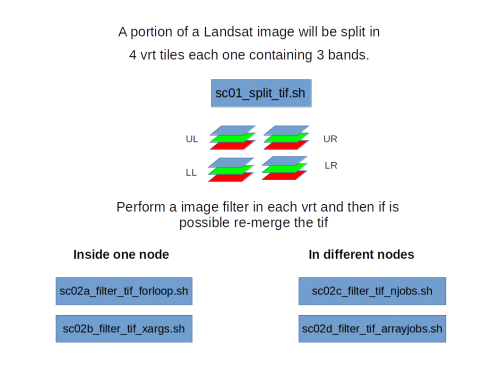 A portion of a Landsat image will be split in
4 vrt tiles each one containing 3 bands.
sc01_split_tif.sh
UL
UR
LL
LR
Perform a image filter in each vrt and then if is
possible re-merge the tif
Inside one node
In different nodes
sc02a_filter_tif_forloop.sh
sc02c_filter_tif_njobs.sh
sc02b_filter_tif_xargs.sh
sc02d_filter_tif_arrayjobs.sh